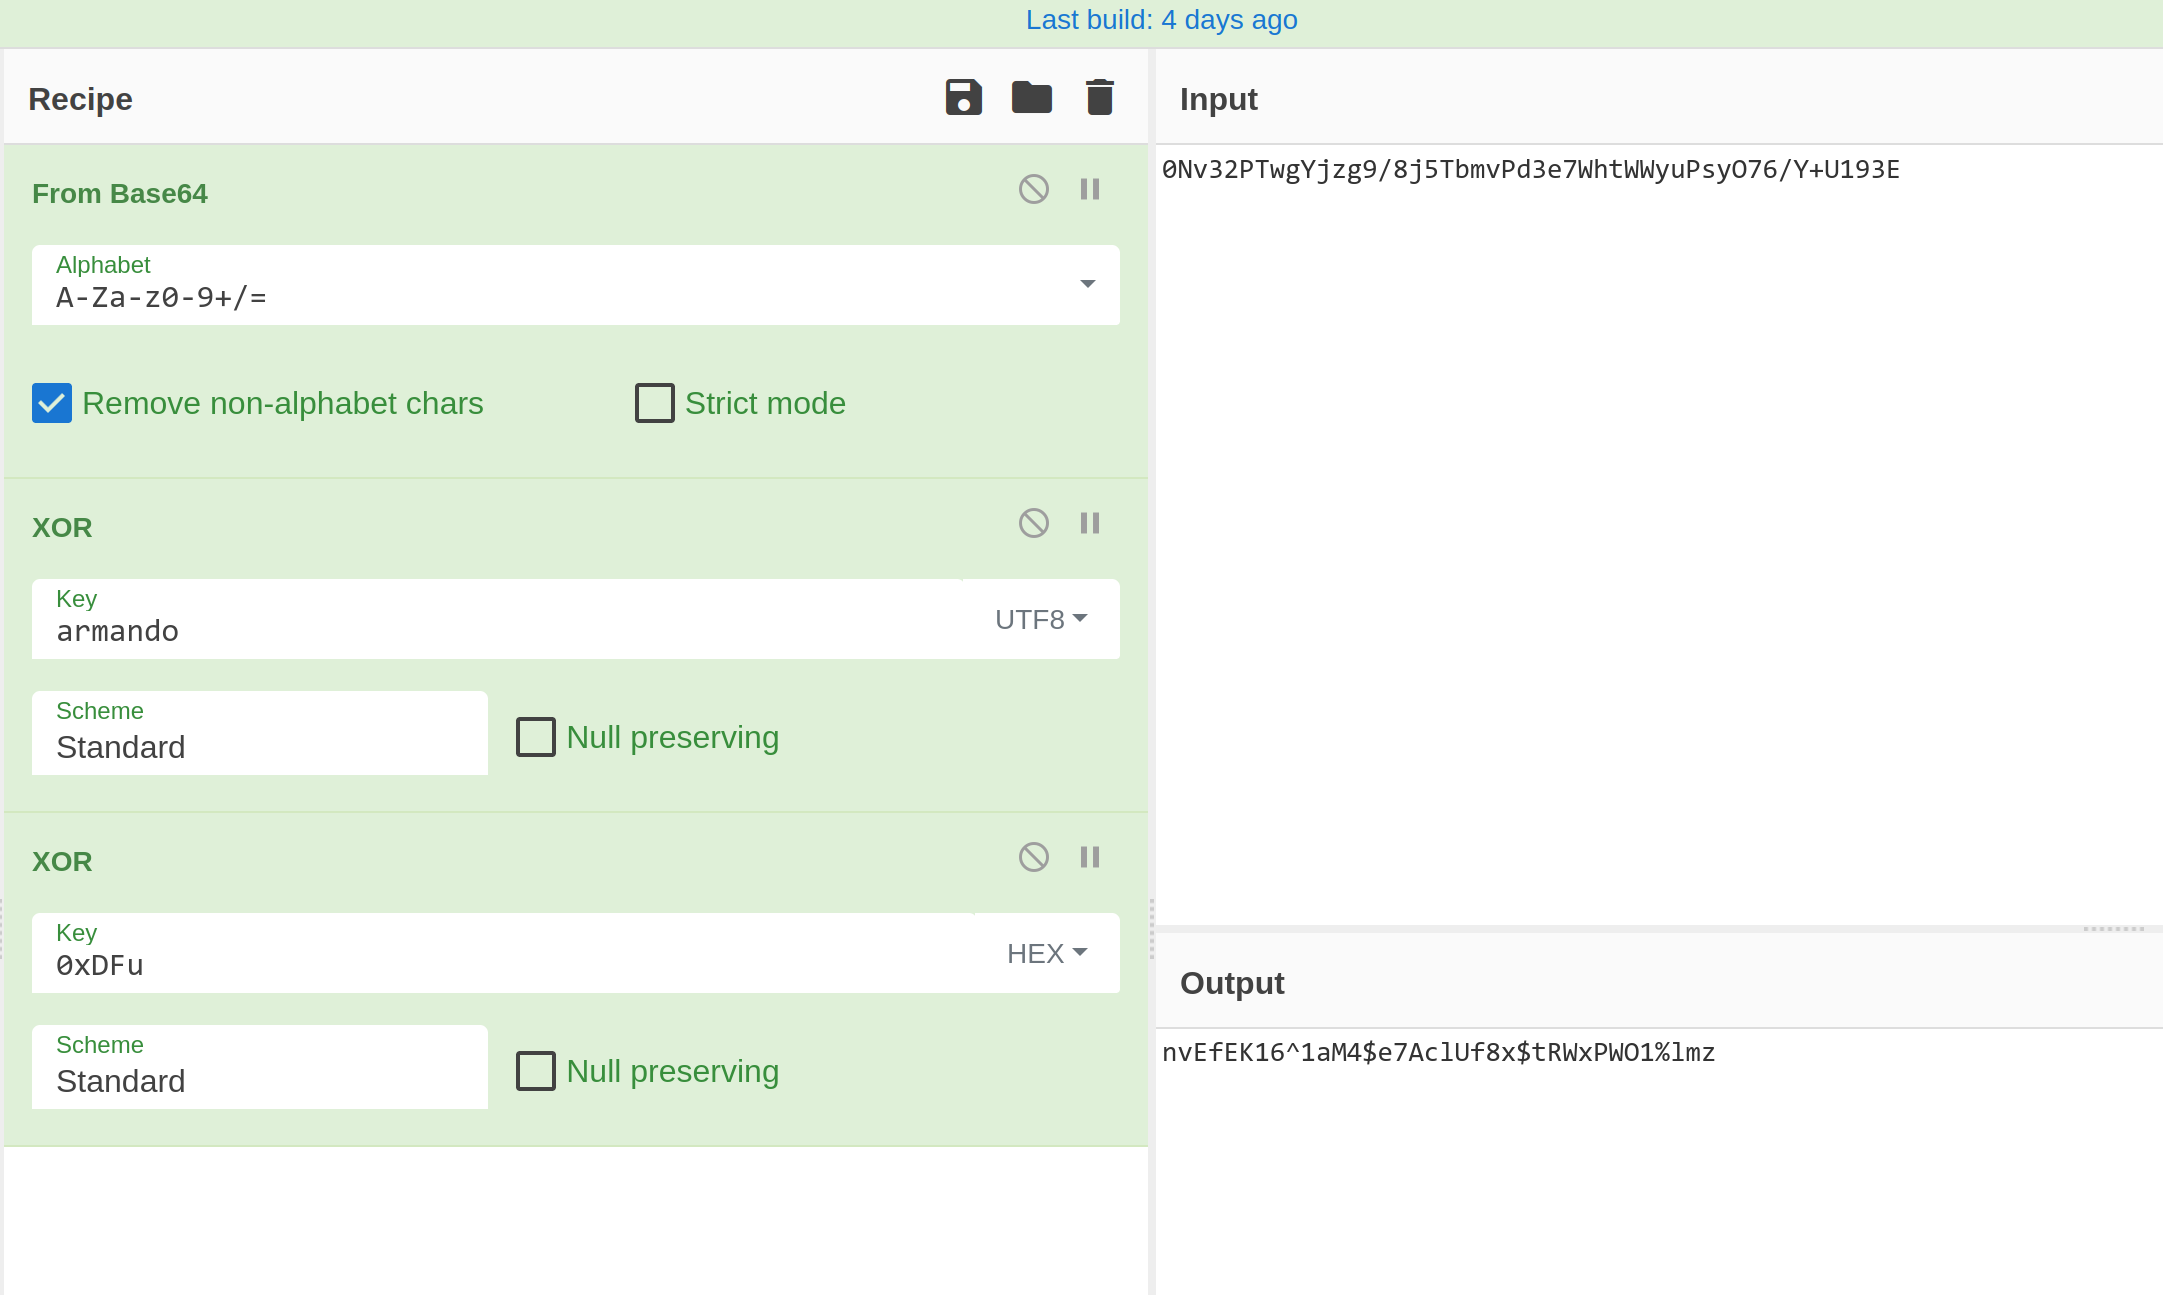 Last build: 4 days ago
Recipe
From Base64
Alphabet
A-Za-z0-9+/=
Remove non-alphabet chars
Strict mode
XOR
Key
armando
UTF8
Scheme
Standard
Null preserving
XOR
Key
0xDFu
HEX
Scheme
Standard
Null preserving
Input
0Nv32PTwgYjzg9/8j5TbmvPd3e7WhtWWyuPsyO76/Y+U193E
Output
nvEfEK16^1aM4$e7AclUf8x$tRWxPWO1%lmz